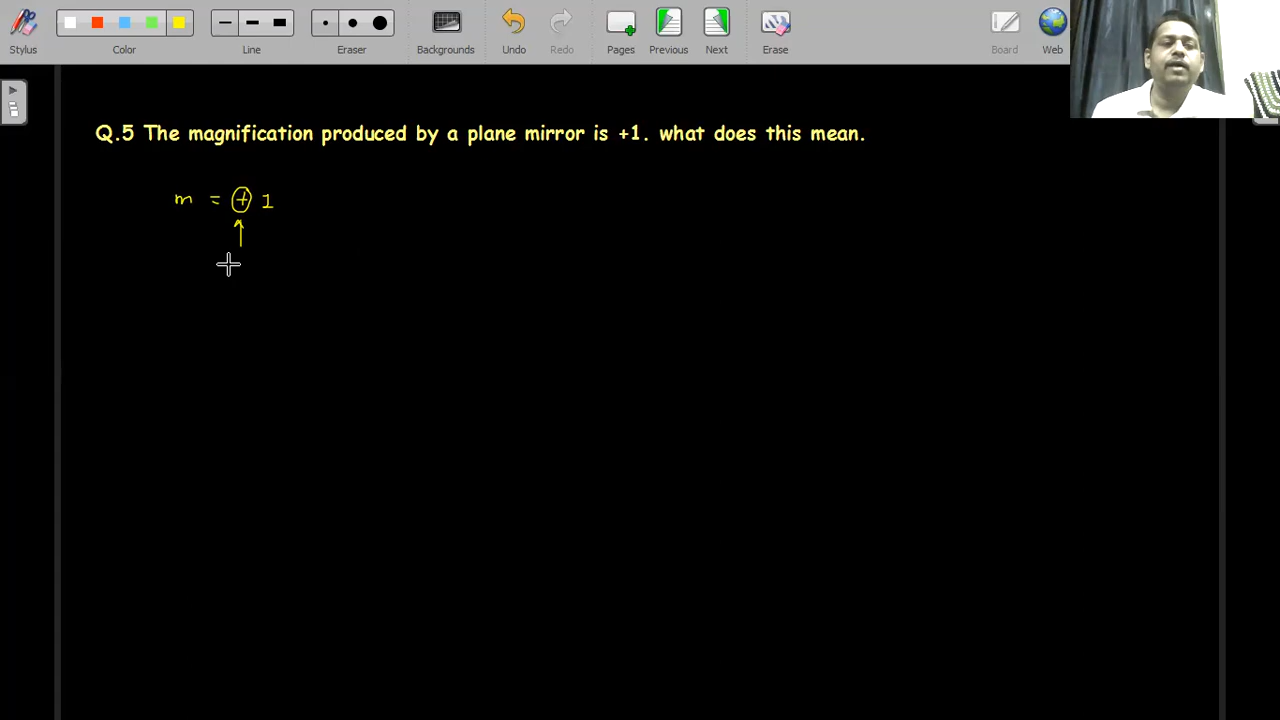 Stylus Color Line Eraser Backgrounds Undo Redo Pages Previous Next Erase Board Web
Q.5 The magnification produced by a plane mirror is +1. what does this mean.
m = + 1